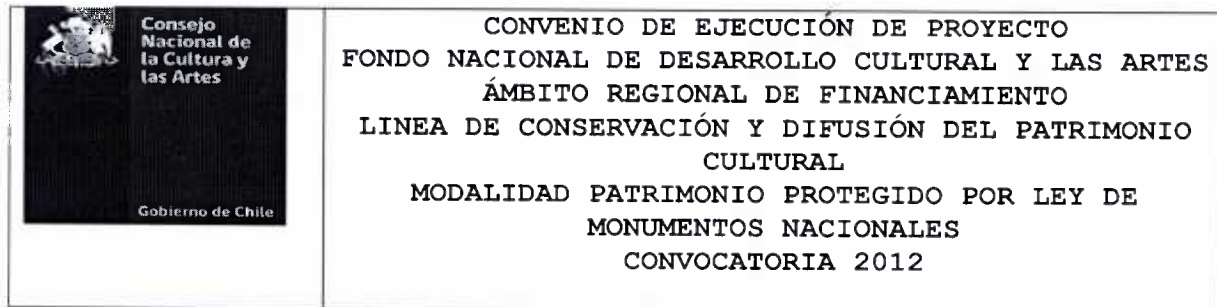 Consejo
Nacional de
la Cultura y
las Artes
Gobierno de Chile
CONVENIO DE EJECUCIÓN DE PROYECTO
FONDO NACIONAL DE DESARROLLO CULTURAL Y LAS ARTES
ÁMBITO REGIONAL DE FINANCIAMIENTO
LINEA DE CONSERVACIÓN Y DIFUSIÓN DEL PATRIMONIO
CULTURAL
MODALIDAD PATRIMONIO PROTEGIDO POR LEY DE
MONUMENTOS NACIONALES
CONVOCATORIA 2012